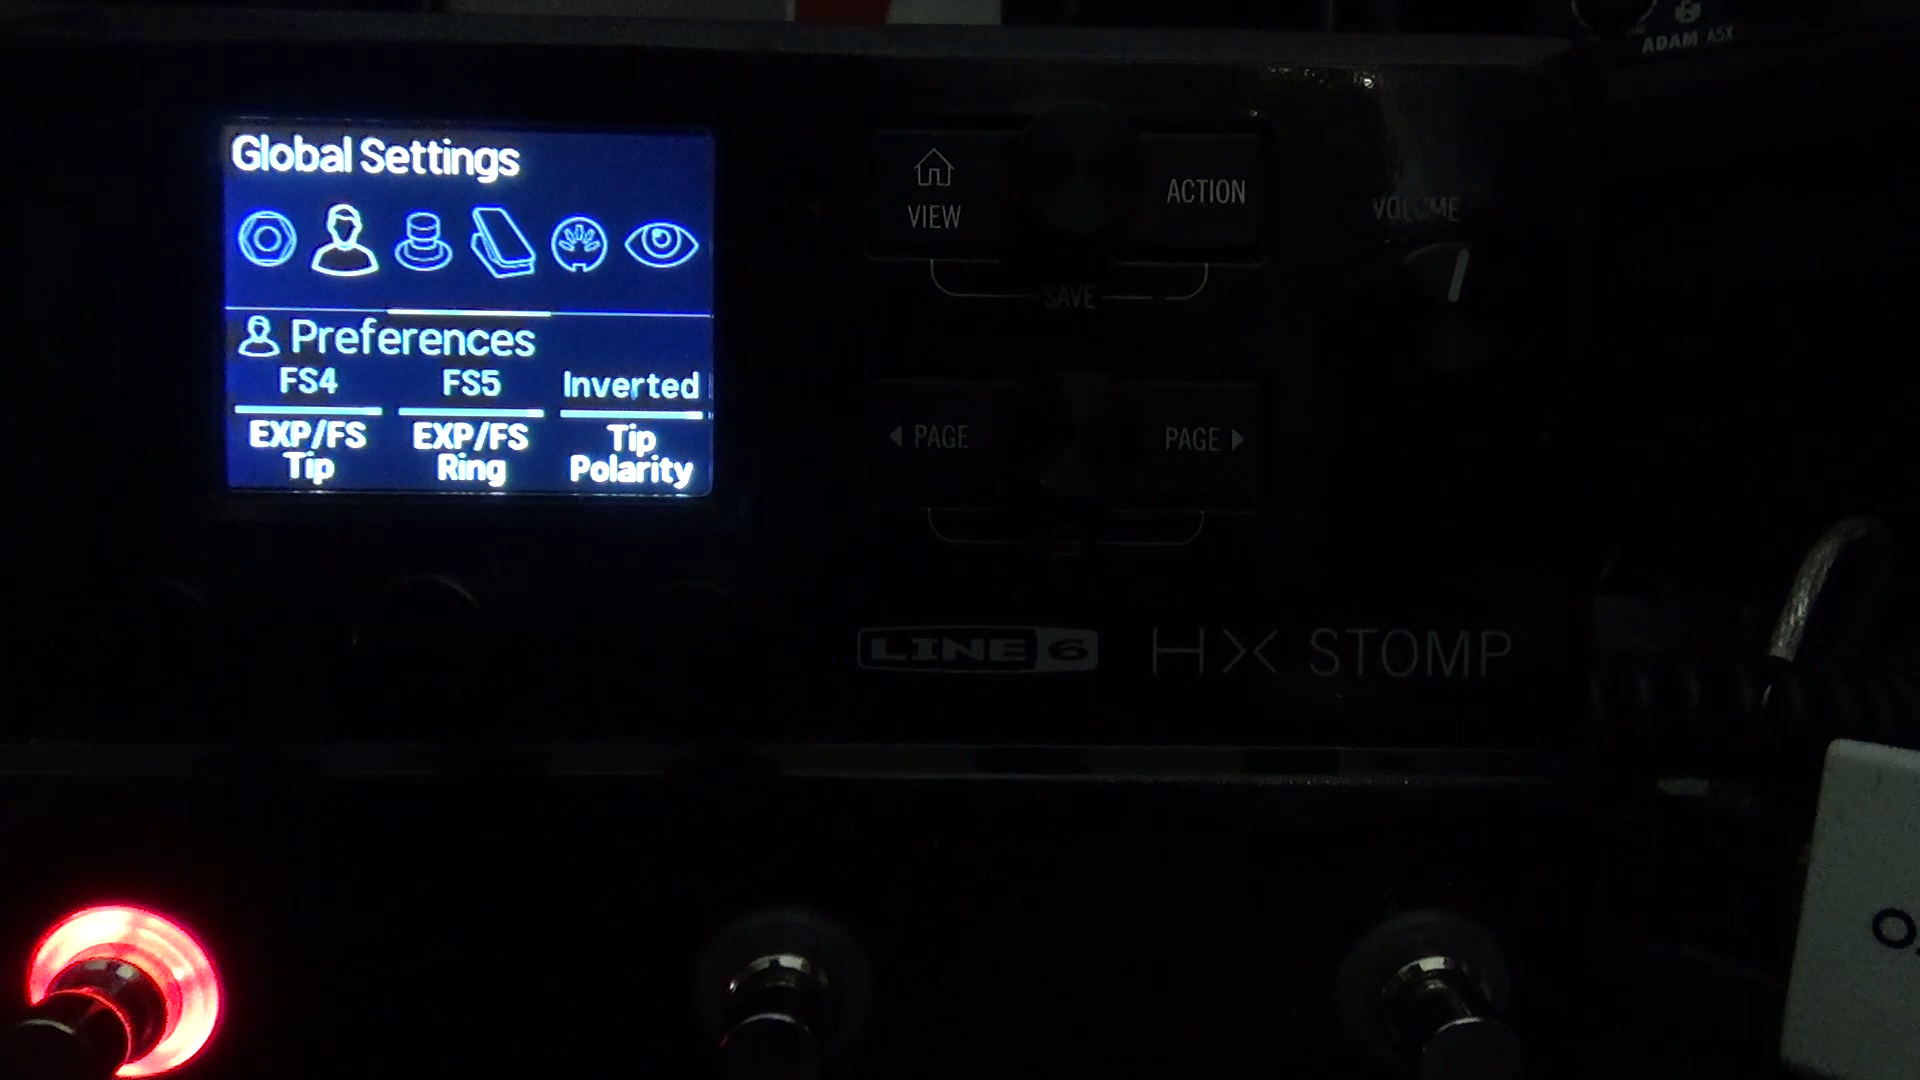 ADAM A5X
Global Settings
VIEW
ACTION
VOLUME
SAVE
Preferences
FS4 FS5 Inverted
EXP/FS EXP/FS Tip
Tip Ring Polarity
PAGE PAGE
LINE 6 HX STOMP